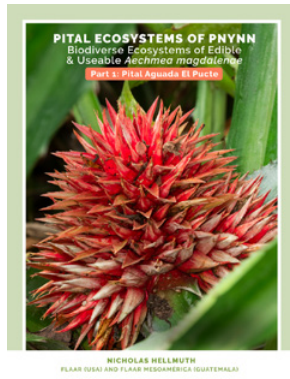 PITAL ECOSYSTEMS OF PNYNN
Biodiverse Ecosystems of Edible
& Useable Aechmea magdalenae
Part 1: Pital Aguada El Pucte
NICHOLAS HELLMUTH
FLAAR (USA) AND FLAAR MESOAMERICA (GUATEMALA)